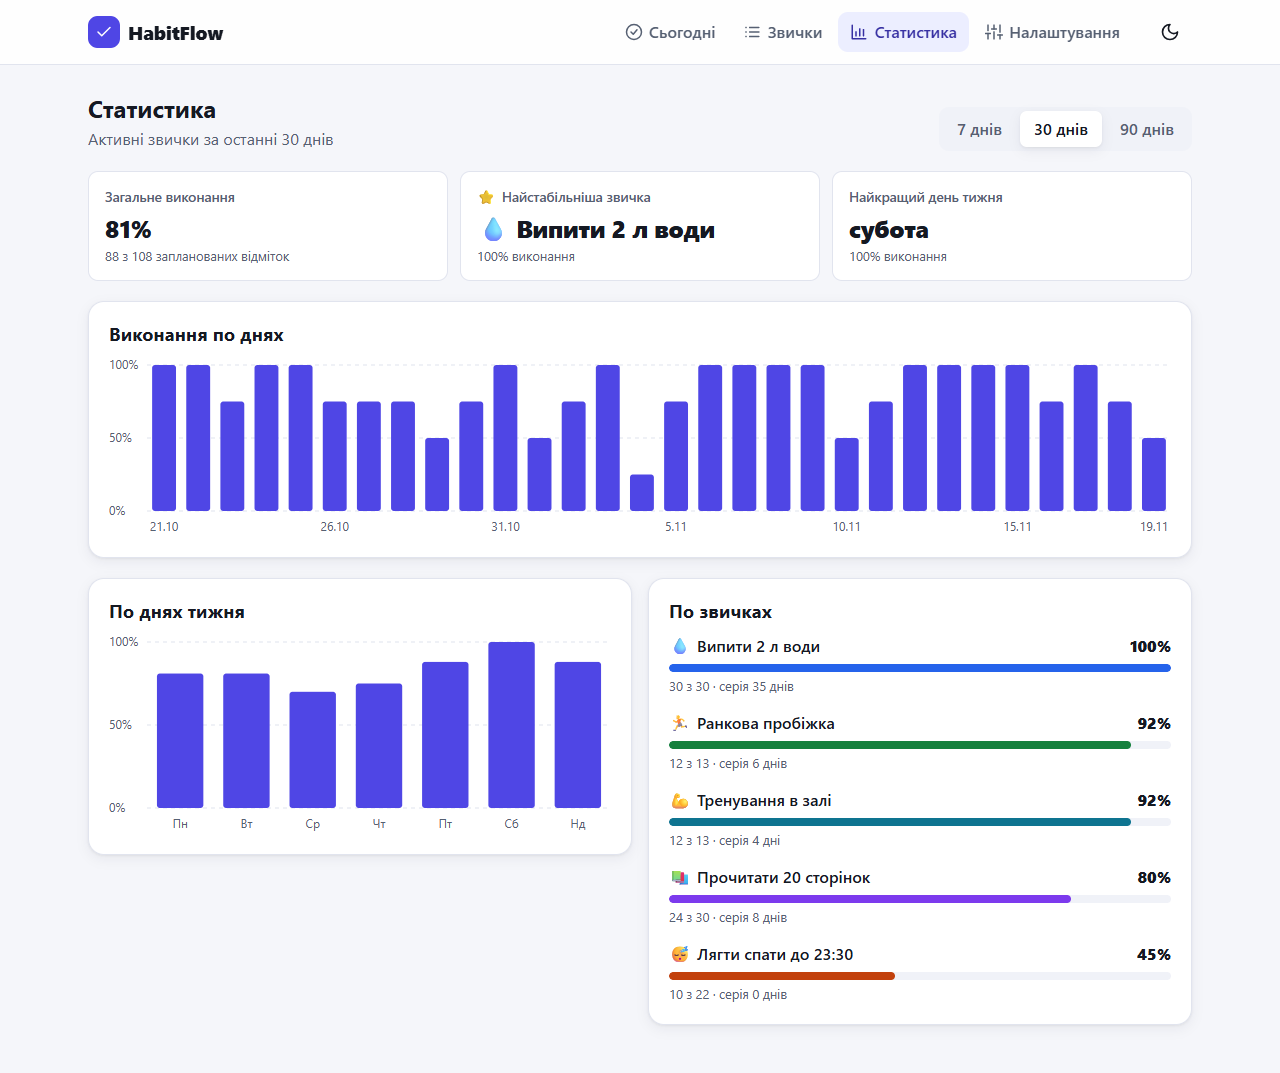 HabitFlow
Сьогодні
Звички
Статистика
Налаштування
Статистика
Активні звички за останні 30 днів
7 днів
30 днів
90 днів
Загальне виконання
81%
88 з 108 запланованих відміток
Найстабільніша звичка
Випити 2 л води
100% виконання
Найкращий день тижня
субота
100% виконання
Виконання по днях
100%
50%
0%
21.10 26.10 31.10 5.11 10.11 15.11 19.11
По днях тижня
100%
50%
0%
Пн Вт Ср Чт Пт Сб Нд
По звичках
Випити 2 л води 100%
30 з 30 · серія 35 днів
Ранкова пробіжка 92%
12 з 13 · серія 6 днів
Тренування в залі 92%
12 з 13 · серія 4 дні
Прочитати 20 сторінок 80%
24 з 30 · серія 8 днів
Лягти спати до 23:30 45%
10 з 22 · серія 0 днів